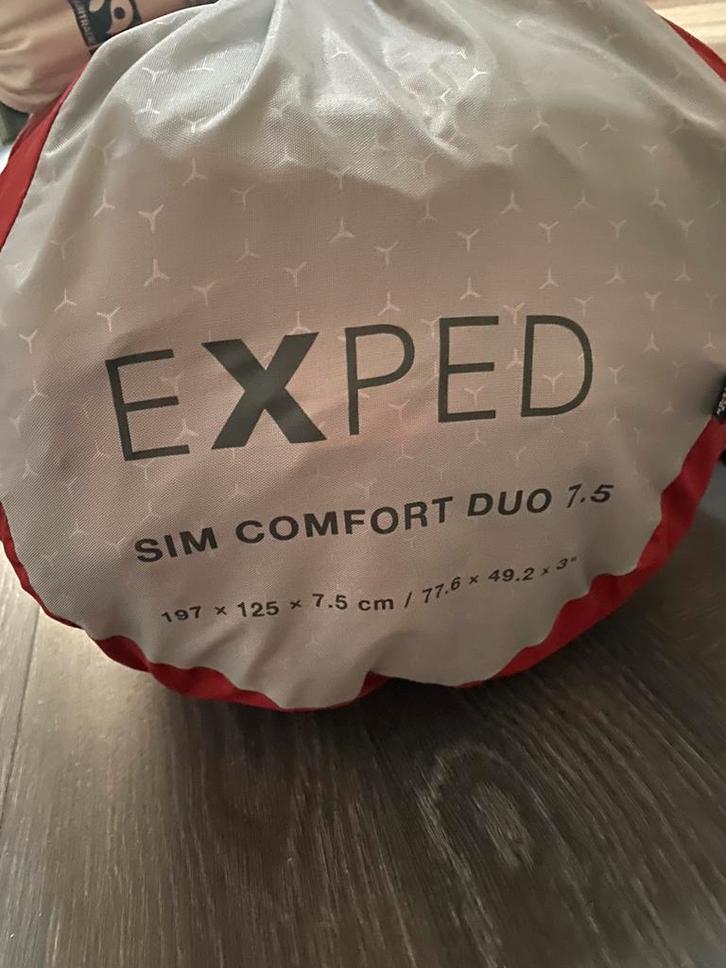 EXPED
SIM COMFORT DUO 7.5
197 × 125 × 7.5 cm / 77.6 × 49.2 × 3"